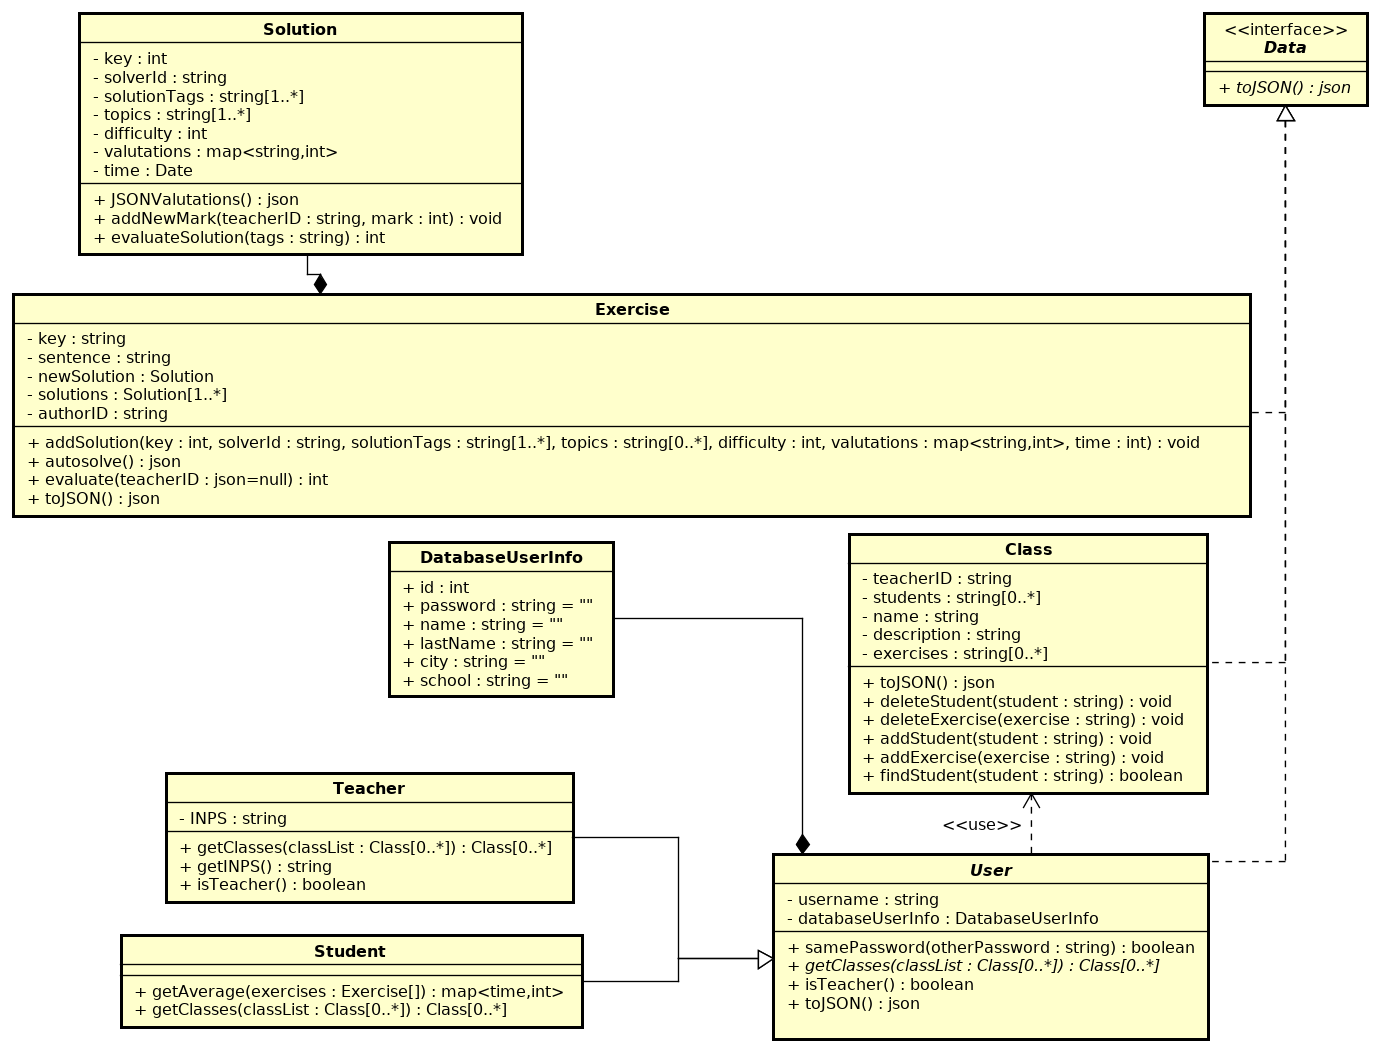 Solution
- key : int
- solverId : string
- solutionTags : string[1..*]
- topics : string[1..*]
- difficulty : int
- valutations : map<string,int>
- time : Date
+ JSONValutations() : json
+ addNewMark(teacherID : string, mark : int) : void
+ evaluateSolution(tags : string) : int
<<interface>>
Data
+ toJSON() : json
Exercise
- key : string
- sentence : string
- newSolution : Solution
- solutions : Solution[1..*]
- authorID : string
+ addSolution(key : int, solverId : string, solutionTags : string[1..*], topics : string[0..*], difficulty : int, valutations : map<string,int>, time : int) : void
+ autosolve() : json
+ evaluate(teacherID : json=null) : int
+ toJSON() : json
DatabaseUserInfo
+ id : int
+ password : string = ""
+ name : string = ""
+ lastName : string = ""
+ city : string = ""
+ school : string = ""
Class
- teacherID : string
- students : string[0..*]
- name : string
- description : string
- exercises : string[0..*]
+ toJSON() : json
+ deleteStudent(student : string) : void
+ deleteExercise(exercise : string) : void
+ addStudent(student : string) : void
+ addExercise(exercise : string) : void
+ findStudent(student : string) : boolean
<<use>>
Teacher
- INPS : string
+ getClasses(classList : Class[0..*]) : Class[0..*]
+ getINPS() : string
+ isTeacher() : boolean
Student
+ getAverage(exercises : Exercise[]) : map<time,int>
+ getClasses(classList : Class[0..*]) : Class[0..*]
User
- username : string
- databaseUserInfo : DatabaseUserInfo
+ samePassword(otherPassword : string) : boolean
+ getClasses(classList : Class[0..*]) : Class[0..*]
+ isTeacher() : boolean
+ toJSON() : json